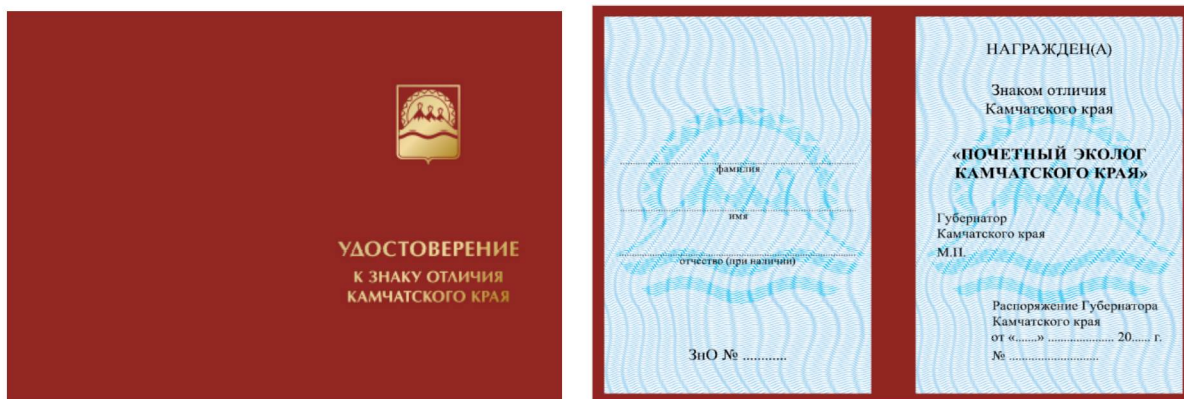 УДОСТОВЕРЕНИЕ
К ЗНАКУ ОТЛИЧИЯ
КАМЧАТСКОГО КРАЯ
фамилия
имя
отчество (при наличии)
ЗнО № ............
НАГРАЖДЕН(А)
Знаком отличия
Камчатского края
«ПОЧЕТНЫЙ ЭКОЛОГ
КАМЧАТСКОГО КРАЯ»
Губернатор
Камчатского края
М.П.
Распоряжение Губернатора
Камчатского края
от «.......» ...................... 20...... г.
№ ...........................